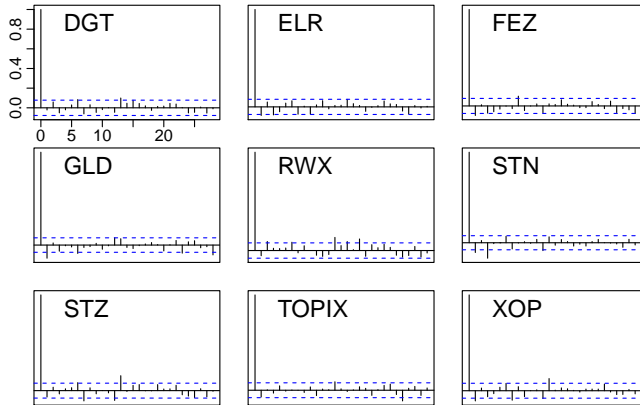 DGT
ELR
FEZ
0.0 0.4 0.8
0 5 10 20
GLD
RWX
STN
STZ
TOPIX
XOP